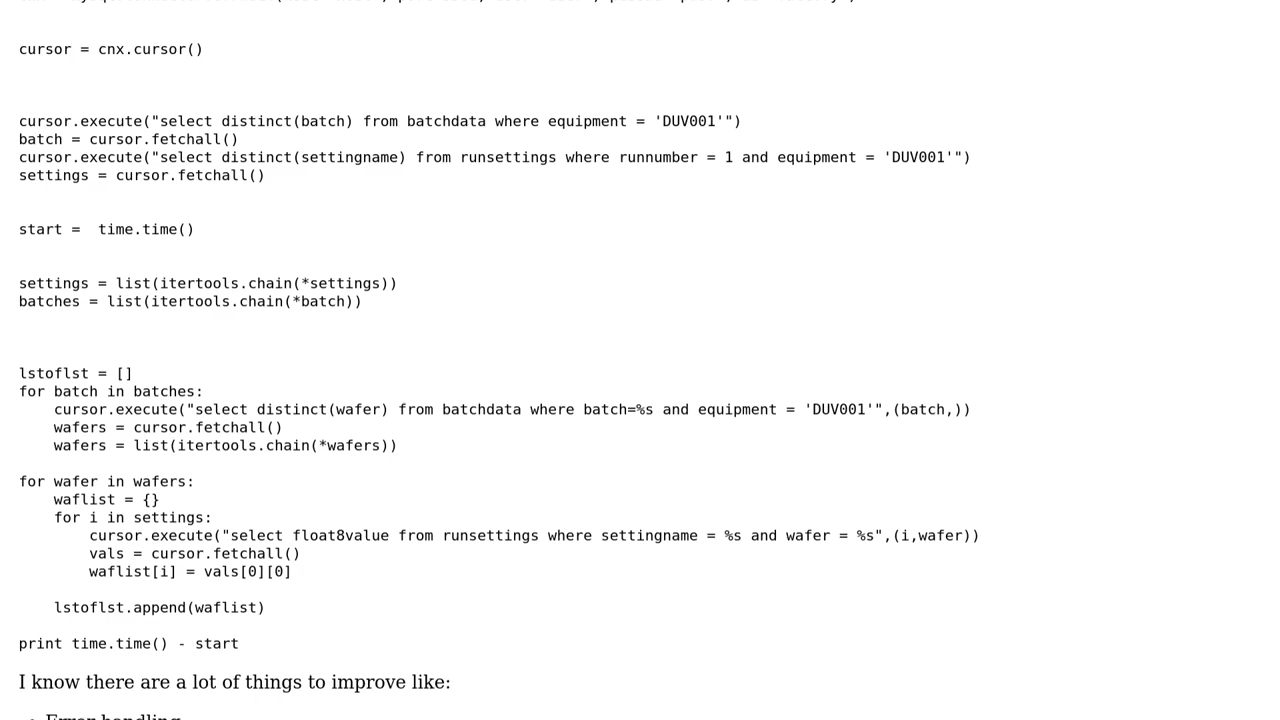 cursor = cnx.cursor()
cursor.execute("select distinct(batch) from batchdata where equipment = 'DUV001'")
batch = cursor.fetchall()
cursor.execute("select distinct(settingname) from runsettings where runnumber = 1 and equipment = 'DUV001'")
settings = cursor.fetchall()
start =  time.time()
settings = list(itertools.chain(*settings))
batches = list(itertools.chain(*batch))
lstoflst = []
for batch in batches:
    cursor.execute("select distinct(wafer) from batchdata where batch=%s and equipment = 'DUV001'",(batch,))
    wafers = cursor.fetchall()
    wafers = list(itertools.chain(*wafers))
for wafer in wafers:
    waflist = {}
    for i in settings:
        cursor.execute("select float8value from runsettings where settingname = %s and wafer = %s",(i,wafer))
        vals = cursor.fetchall()
        waflist[i] = vals[0][0]
    lstoflst.append(waflist)
print time.time() - start
I know there are a lot of things to improve like:
Error handling